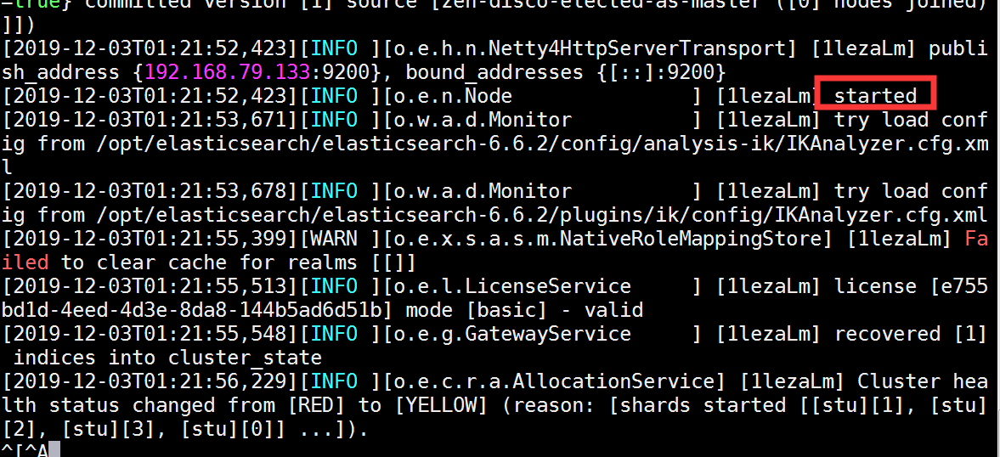 =true} committed version [1] source [zen-disco-elected-as-master ([0] nodes joined)
]])
[2019-12-03T01:21:52,423][INFO ][o.e.h.n.Netty4HttpServerTransport] [1lezaLm] publi
sh_address {192.168.79.133:9200}, bound_addresses {[::]:9200}
[2019-12-03T01:21:52,423][INFO ][o.e.n.Node               ] [1lezaLm] started
[2019-12-03T01:21:53,671][INFO ][o.w.a.d.Monitor          ] [1lezaLm] try load conf
ig from /opt/elasticsearch/elasticsearch-6.6.2/config/analysis-ik/IKAnalyzer.cfg.xm
l
[2019-12-03T01:21:53,678][INFO ][o.w.a.d.Monitor          ] [1lezaLm] try load conf
ig from /opt/elasticsearch/elasticsearch-6.6.2/plugins/ik/config/IKAnalyzer.cfg.xml
[2019-12-03T01:21:55,399][WARN ][o.e.x.s.a.s.m.NativeRoleMappingStore] [1lezaLm] Fa
iled to clear cache for realms [[]]
[2019-12-03T01:21:55,513][INFO ][o.e.l.LicenseService     ] [1lezaLm] license [e755
bd1d-4eed-4d3e-8da8-144b5ad6d51b] mode [basic] - valid
[2019-12-03T01:21:55,548][INFO ][o.e.g.GatewayService     ] [1lezaLm] recovered [1]
 indices into cluster_state
[2019-12-03T01:21:56,229][INFO ][o.e.c.r.a.AllocationService] [1lezaLm] Cluster hea
lth status changed from [RED] to [YELLOW] (reason: [shards started [[stu][1], [stu]
[2], [stu][3], [stu][0]] ...]).
^[^A